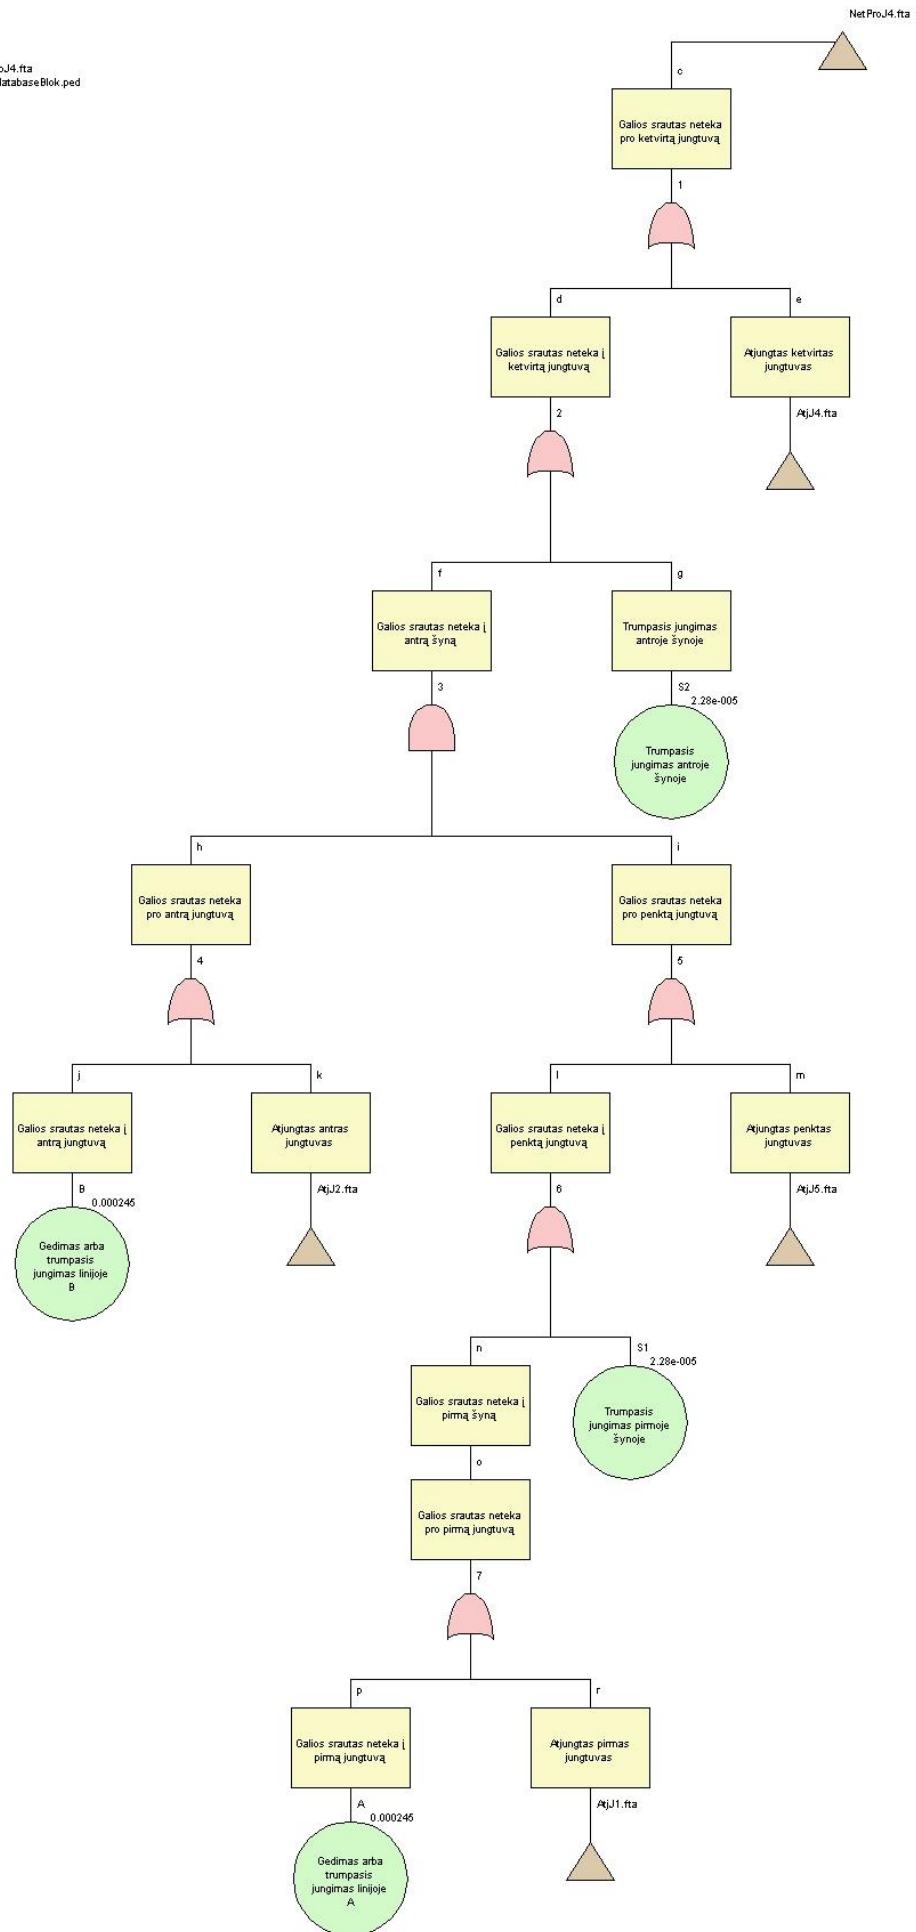 NetProJ4.fta
oJ4.fta
databaseBlok.ped
c
Galios srautas neteka
pro ketvirtą jungtuvą
1
d
e
Galios srautas neteka į
ketvirtą jungtuvą
Atjungtas ketvirtas
jungtuvas
2
AtjJ4.fta
f
g
Galios srautas neteka į
antrą šyną
Trumpasis jungimas
antroje šynoje
3
S2
2.28e-005
Trumpasis
jungimas antroje
šynoje
h
i
Galios srautas neteka
pro antrą jungtuvą
Galios srautas neteka
pro penktą jungtuvą
4
5
j
k
l
m
Galios srautas neteka į
antrą jungtuvą
Atjungtas antras
jungtuvas
Galios srautas neteka į
penktą jungtuvą
Atjungtas penktas
jungtuvas
B
0.000245
AtjJ2.fta
6
AtjJ5.fta
Gedimas arba
trumpasis
jungimas linijoje
B
n
S1
2.28e-005
Galios srautas neteka į
pirmą šyną
Trumpasis
jungimas pirmoje
šynoje
o
Galios srautas neteka
pro pirmą jungtuvą
7
p
r
Galios srautas neteka į
pirmą jungtuvą
Atjungtas pirmas
jungtuvas
A
0.000245
AtjJ1.fta
Gedimas arba
trumpasis
jungimas linijoje
A